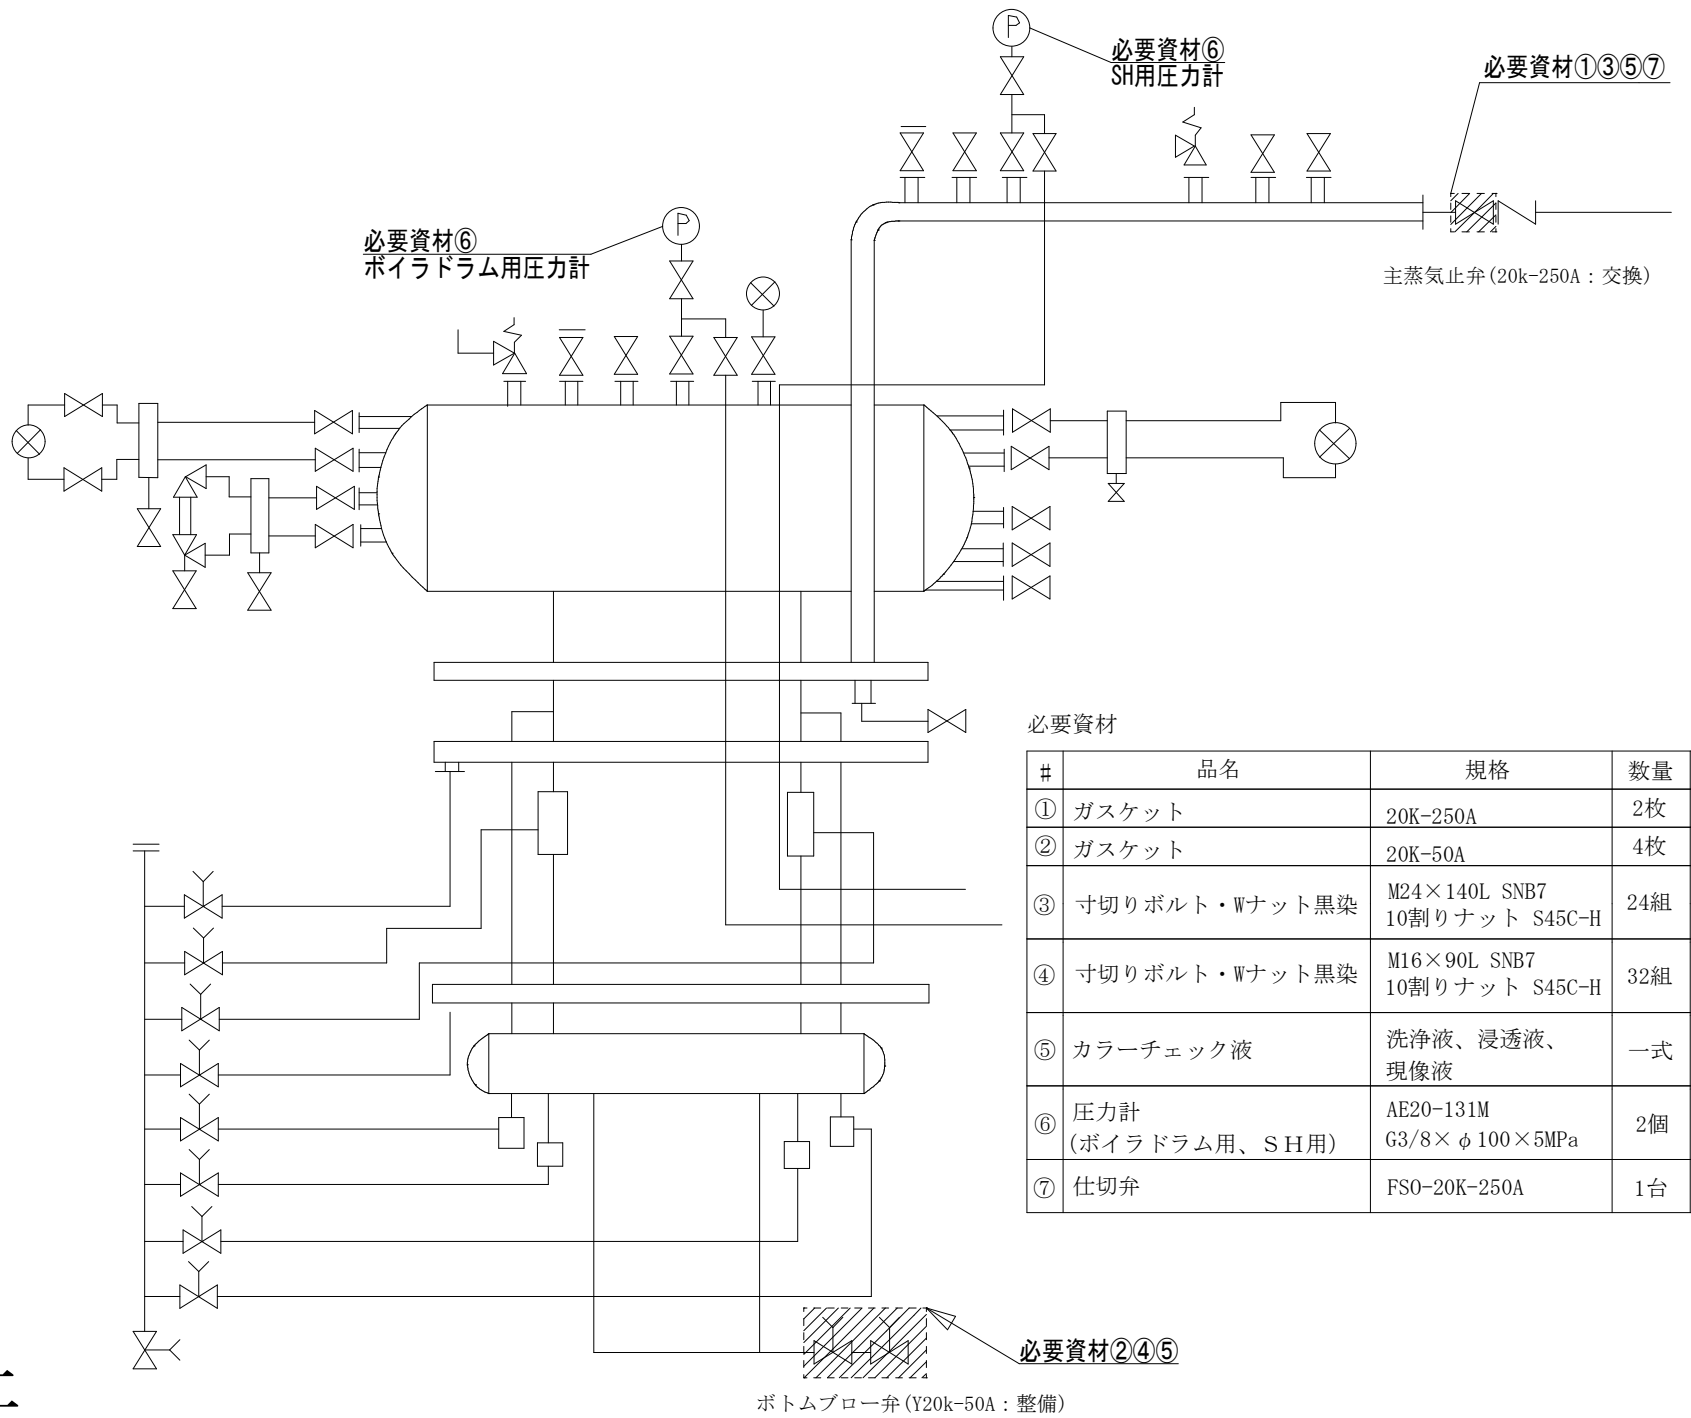 P
必要資材⑥
SH用圧力計
必要資材①③⑤⑦
P
必要資材⑥
ボイラドラム用圧力計
主蒸気止弁(20k-250A：交換)
必要資材
# 品名 規格 数量
① ガスケット 20K-250A 2枚
② ガスケット 20K-50A 4枚
③ 寸切りボルト・Wナット黒染 M24×140L SNB7
10割りナット S45C-H 24組
④ 寸切りボルト・Wナット黒染 M16×90L SNB7
10割りナット S45C-H 32組
⑤ カラーチェック液 洗浄液、浸透液、
現像液 一式
⑥ 圧力計
(ボイラドラム用、ＳＨ用) AE20-131M
G3/8×φ100×5MPa 2個
⑦ 仕切弁 FSO-20K-250A 1台
必要資材②④⑤
ボトムブロー弁(Y20k-50A：整備)